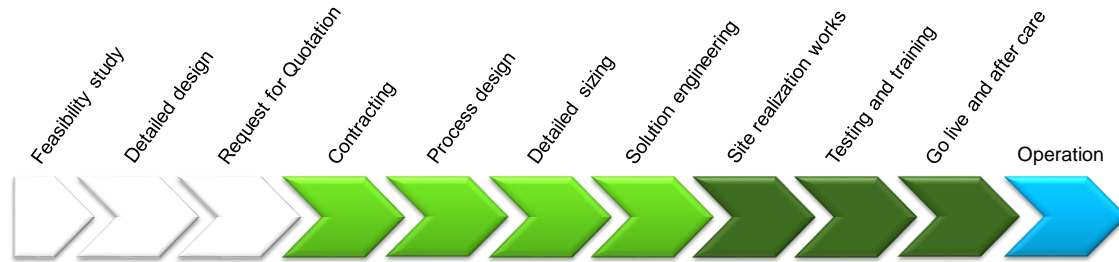 Feasibility study
Detailed design
Request for Quotation
Contracting
Process design
Detailed sizing
Solution engineering
Site realization works
Testing and training
Go live and after care
Operation